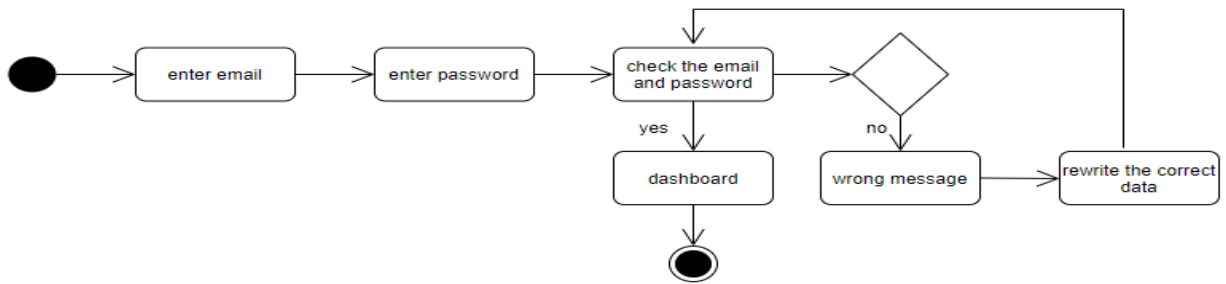 enter email
enter password
check the email
and password
yes
no
dashboard
wrong message
rewrite the correct
data